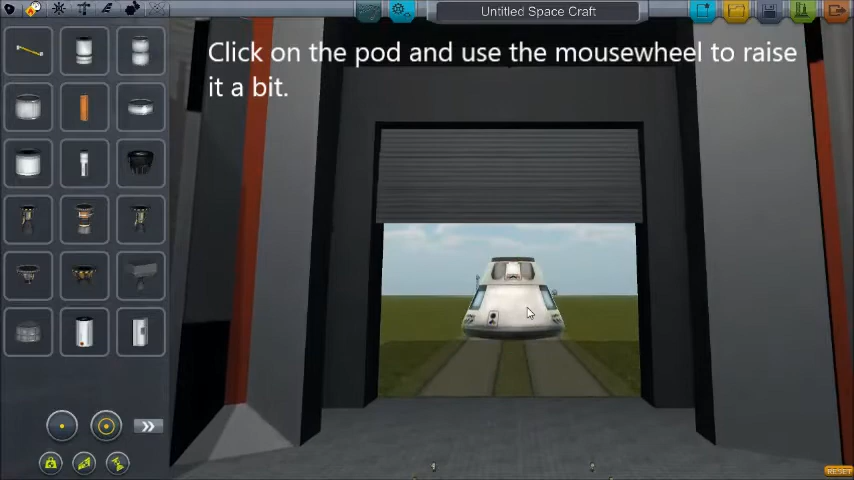 Untitled Space Craft
Click on the pod and use the mousewheel to raise
it a bit.
RESET